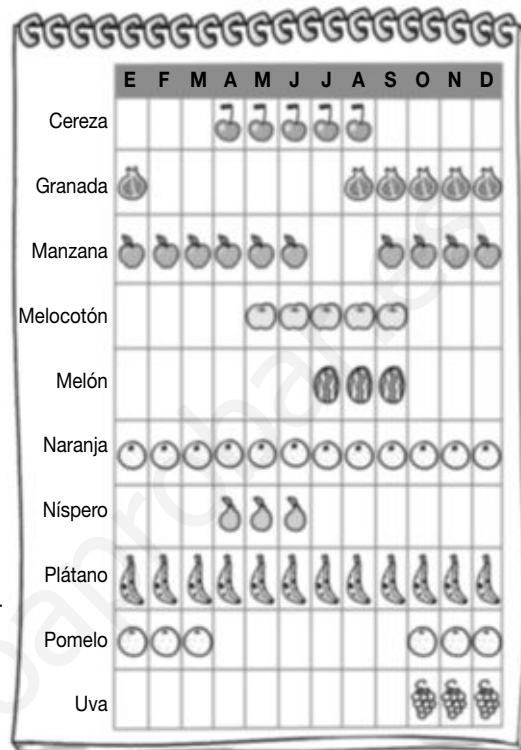 E F M A M J J A S O N D
Cereza
Granada
Manzana
Melocotón
Melón
Naranja
Níspero
Plátano
Pomelo
Uva